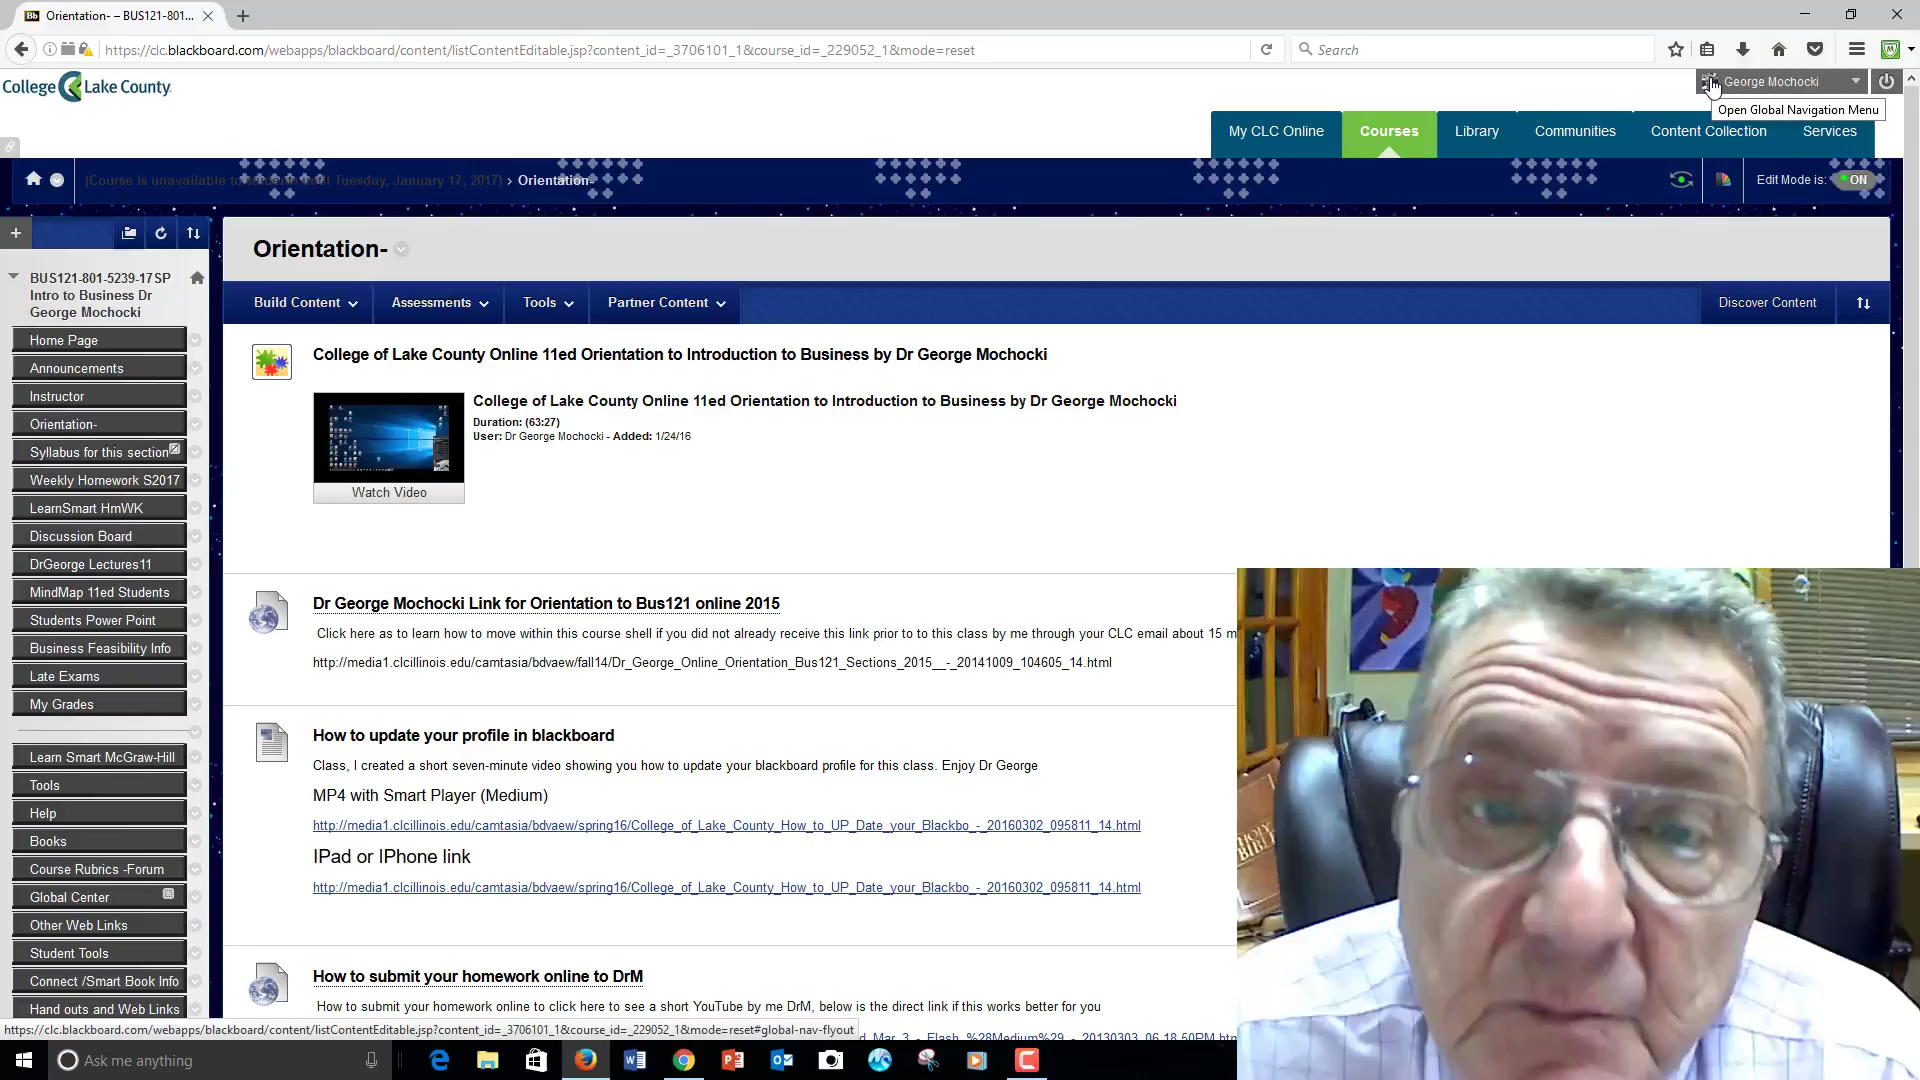 Orientation- – BUS121-801...
https://clc.blackboard.com/webapps/blackboard/content/listContentEditable.jsp?content_id=_3706101_1&course_id=_229052_1&mode=reset
Search
College of Lake County
George Mochocki
Open Global Navigation Menu
My CLC Online
Courses
Library
Communities
Content Collection
Services
(Course is unavailable to students until Tuesday, January 17, 2017) > Orientation-
Edit Mode is: ON
BUS121-801-5239-17SP
Intro to Business Dr
George Mochocki
Home Page
Announcements
Instructor
Orientation-
Syllabus for this section
Weekly Homework S2017
LearnSmart HmWK
Discussion Board
DrGeorge Lectures11
MindMap 11ed Students
Students Power Point
Business Feasibility Info
Late Exams
My Grades
Learn Smart McGraw-Hill
Tools
Help
Books
Course Rubrics -Forum
Global Center
Other Web Links
Student Tools
Connect /Smart Book Info
Hand outs and Web Links
Orientation-
Build Content
Assessments
Tools
Partner Content
Discover Content
College of Lake County Online 11ed Orientation to Introduction to Business by Dr George Mochocki
College of Lake County Online 11ed Orientation to Introduction to Business by Dr George Mochocki
Duration: (63:27)
User: Dr George Mochocki - Added: 1/24/16
Watch Video
Dr George Mochocki Link for Orientation to Bus121 online 2015
Click here as to learn how to move within this course shell if you did not already receive this link prior to to this class by me through your CLC email about 15 m
http://media1.clcillinois.edu/camtasia/bdvaew/fall14/Dr_George_Online_Orientation_Bus121_Sections_2015__-_20141009_104605_14.html
How to update your profile in blackboard
Class, I created a short seven-minute video showing you how to update your blackboard profile for this class. Enjoy Dr George
MP4 with Smart Player (Medium)
http://media1.clcillinois.edu/camtasia/bdvaew/spring16/College_of_Lake_County_How_to_UP_Date_your_Blackbo_-_20160302_095811_14.html
IPad or IPhone link
http://media1.clcillinois.edu/camtasia/bdvaew/spring16/College_of_Lake_County_How_to_UP_Date_your_Blackbo_-_20160302_095811_14.html
How to submit your homework online to DrM
How to submit your homework online to click here to see a short YouTube by me DrM, below is the direct link if this works better for you
d_Mar_3_-_Flash_%28Medium%29_-_20130303_06.18.50PM.htm
https://clc.blackboard.com/webapps/blackboard/content/listContentEditable.jsp?content_id=_3706101_1&course_id=_229052_1&mode=reset#global-nav-flyout
Ask me anything
HOLY BIBLE